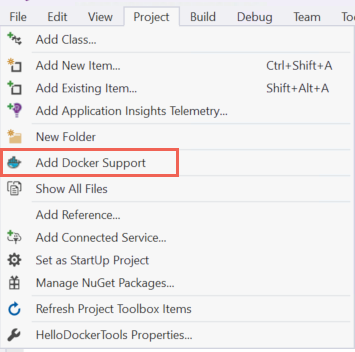 File Edit View Project Build Debug Team
Add Class...
Add New Item... Ctrl+Shift+A
Add Existing Item... Shift+Alt+A
Add Application Insights Telemetry...
New Folder
Add Docker Support
Show All Files
Add Reference...
Add Connected Service...
Set as StartUp Project
Manage NuGet Packages...
Refresh Project Toolbox Items
HelloDockerTools Properties...